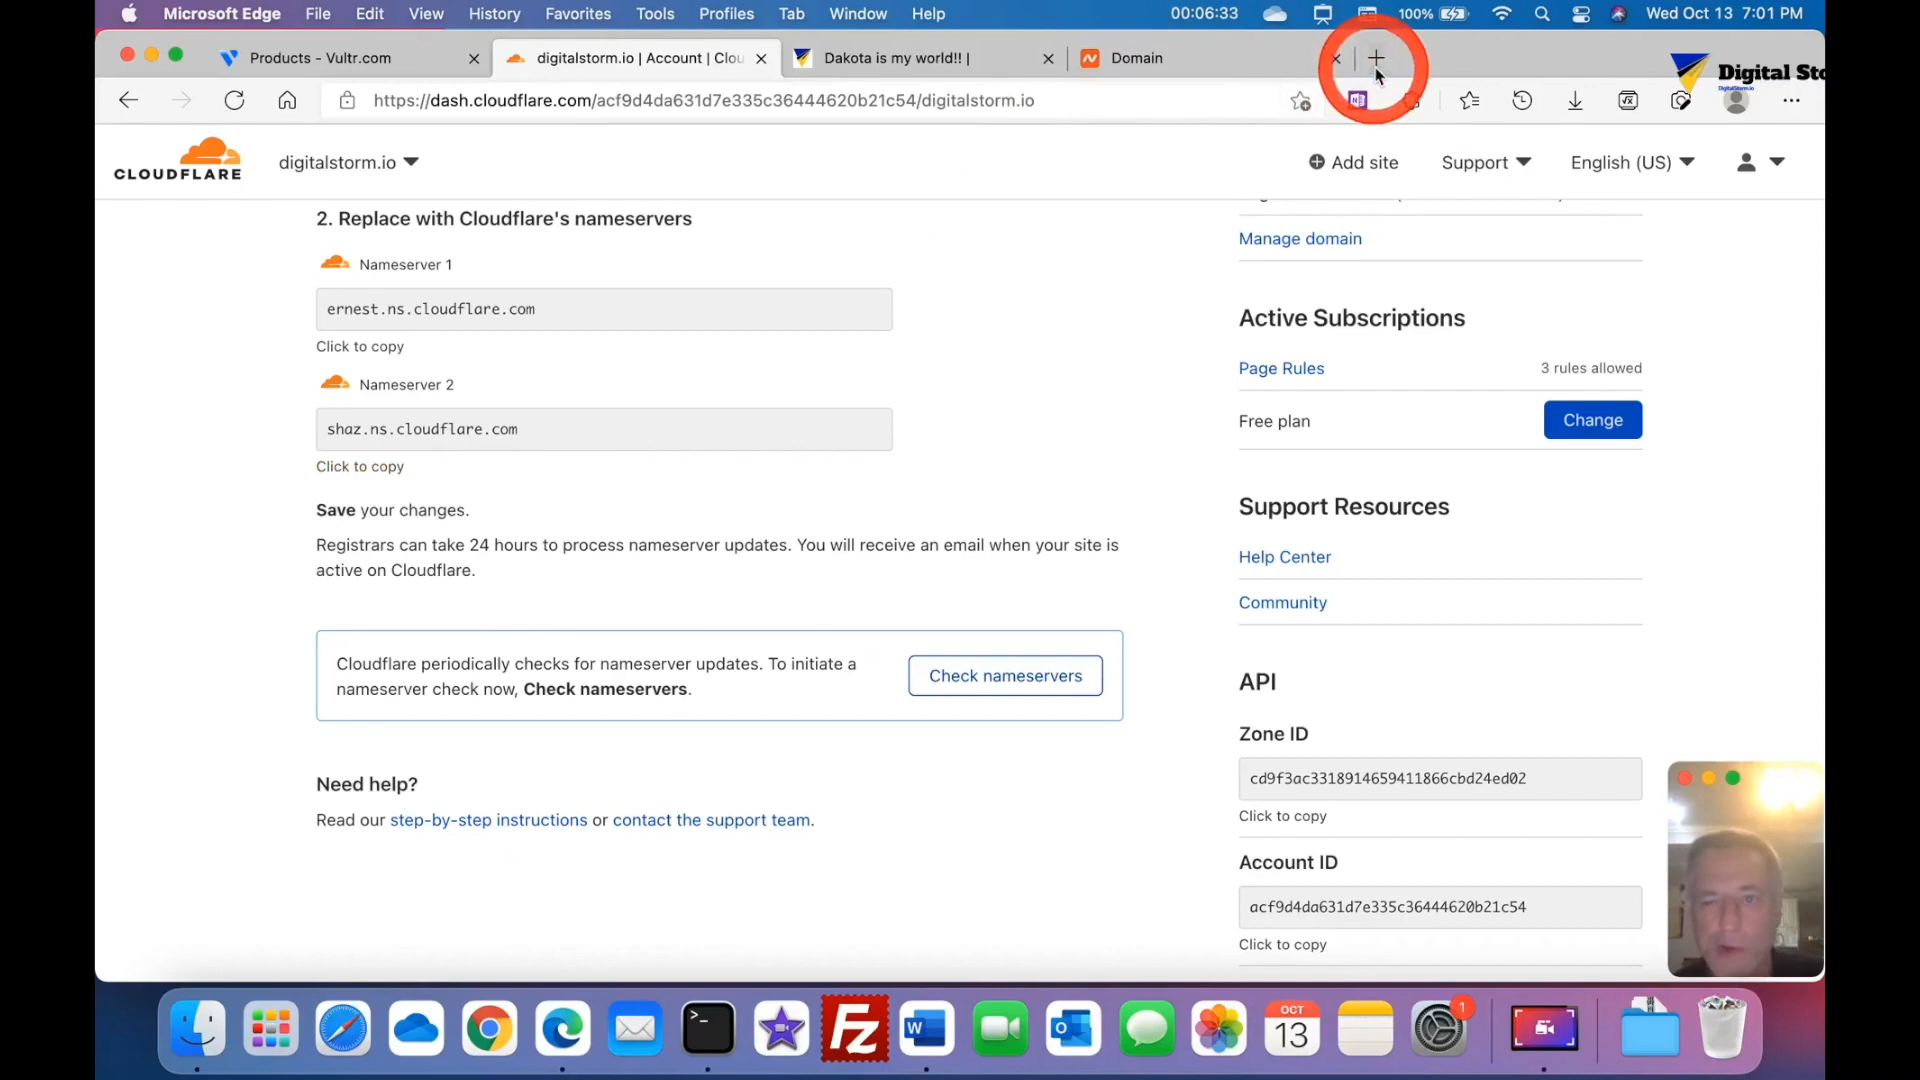 Microsoft Edge File Edit View History Favorites Tools Profiles Tab Window Help 00:06:33 100% Wed Oct 13 7:01 PM
Products - Vultr.com
digitalstorm.io | Account | Clou
Dakota is my world!! |
Domain
Digital Sto
DigitalStorm.io
https://dash.cloudflare.com/acf9d4da631d7e335c36444620b21c54/digitalstorm.io
CLOUDFLARE
digitalstorm.io
Add site
Support
English (US)
2. Replace with Cloudflare's nameservers
Nameserver 1
ernest.ns.cloudflare.com
Click to copy
Nameserver 2
shaz.ns.cloudflare.com
Click to copy
Save your changes.
Registrars can take 24 hours to process nameserver updates. You will receive an email when your site is
active on Cloudflare.
Cloudflare periodically checks for nameserver updates. To initiate a
nameserver check now, Check nameservers.
Check nameservers
Need help?
Read our step-by-step instructions or contact the support team.
Manage domain
Active Subscriptions
Page Rules 3 rules allowed
Free plan Change
Support Resources
Help Center
Community
API
Zone ID
cd9f3ac3318914659411866cbd24ed02
Click to copy
Account ID
acf9d4da631d7e335c36444620b21c54
Click to copy
Fz
W
O
OCT
13
1